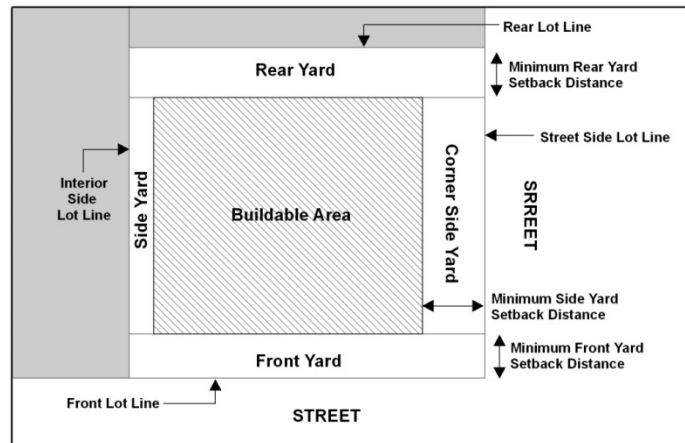 Rear Lot Line
Rear Yard
Minimum Rear Yard
Setback Distance
Street Side Lot Line
Interior
Side
Lot Line
Side Yard
Buildable Area
Corner Side Yard
SRREET
Minimum Side Yard
Setback Distance
Front Yard
Minimum Front Yard
Setback Distance
Front Lot Line
STREET